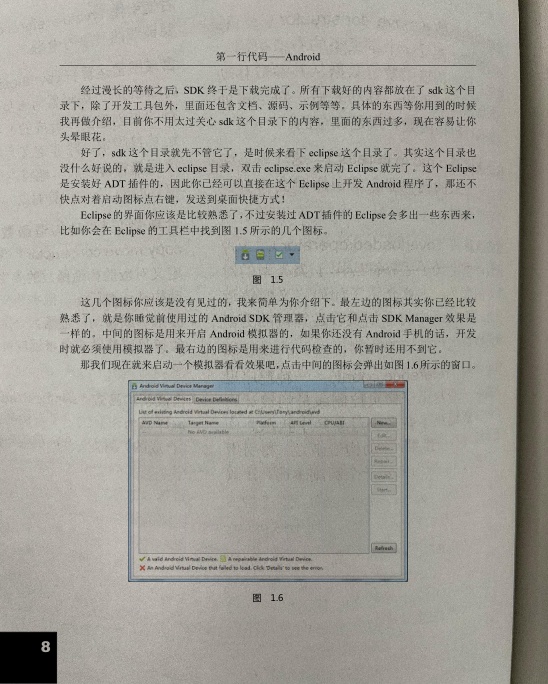 第一行代码——Android
经过漫长的等待之后，SDK 终于是下载完成了。所有下载好的内容都放在了 sdk 这个目
录下，除了开发工具包外，里面还包含文档、源码、示例等等。具体的东西等你用到的时候
我再做介绍，目前你不用太过关心 sdk 这个目录下的内容，里面的东西过多，现在容易让你
头晕眼花。
好了，sdk 这个目录就先不管它了，是时候来看下 eclipse 这个目录了。其实这个目录也
没什么好说的，就是进入 eclipse 目录，双击 eclipse.exe 来启动 Eclipse 就完了。这个 Eclipse
是安装好 ADT 插件的，因此你已经可以直接在这个 Eclipse 上开发 Android 程序了，那还不
快点对着启动图标点右键，发送到桌面快捷方式！
Eclipse 的界面你应该是比较熟悉了，不过安装过 ADT 插件的 Eclipse 会多出一些东西来，
比如你会在 Eclipse 的工具栏中找到图 1.5 所示的几个图标。
图 1.5
这几个图标你应该是没有见过的，我来简单为你介绍下。最左边的图标其实你已经比较
熟悉了，就是你睡觉前使用过的 Android SDK 管理器，点击它和点击 SDK Manager 效果是
一样的。中间的图标是用来开启 Android 模拟器的，如果你还没有 Android 手机的话，开发
时就必须使用模拟器了。最右边的图标是用来进行代码检查的，你暂时还用不到它。
那我们现在就来启动一个模拟器看看效果吧，点击中间的图标会弹出如图 1.6 所示的窗口。
Android Virtual Device Manager
Android Virtual Devices Device Definitions
List of existing Android Virtual Devices located at C:\Users\Tony\.android\avd
AVD Name Target Name Platform API Level CPU/ABI New...
No AVD available
Edit...
Delete...
Repair...
Details...
Start...
Refresh
A valid Android Virtual Device. A repairable Android Virtual Device.
An Android Virtual Device that failed to load. Click 'Details' to see the error.
图 1.6
8